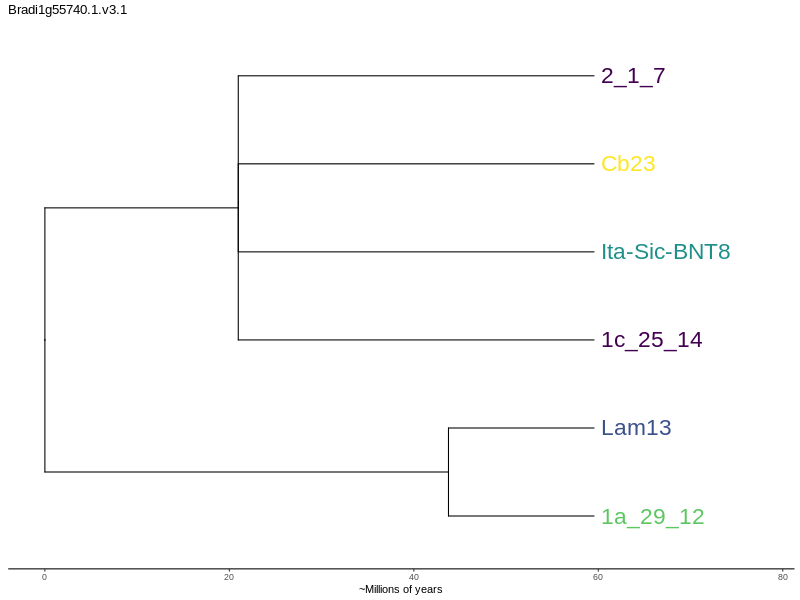 Bradi1g55740.1.v3.1
2_1_7
Cb23
Ita-Sic-BNT8
1c_25_14
Lam13
1a_29_12
0 20 40 60 80
~Millions of years